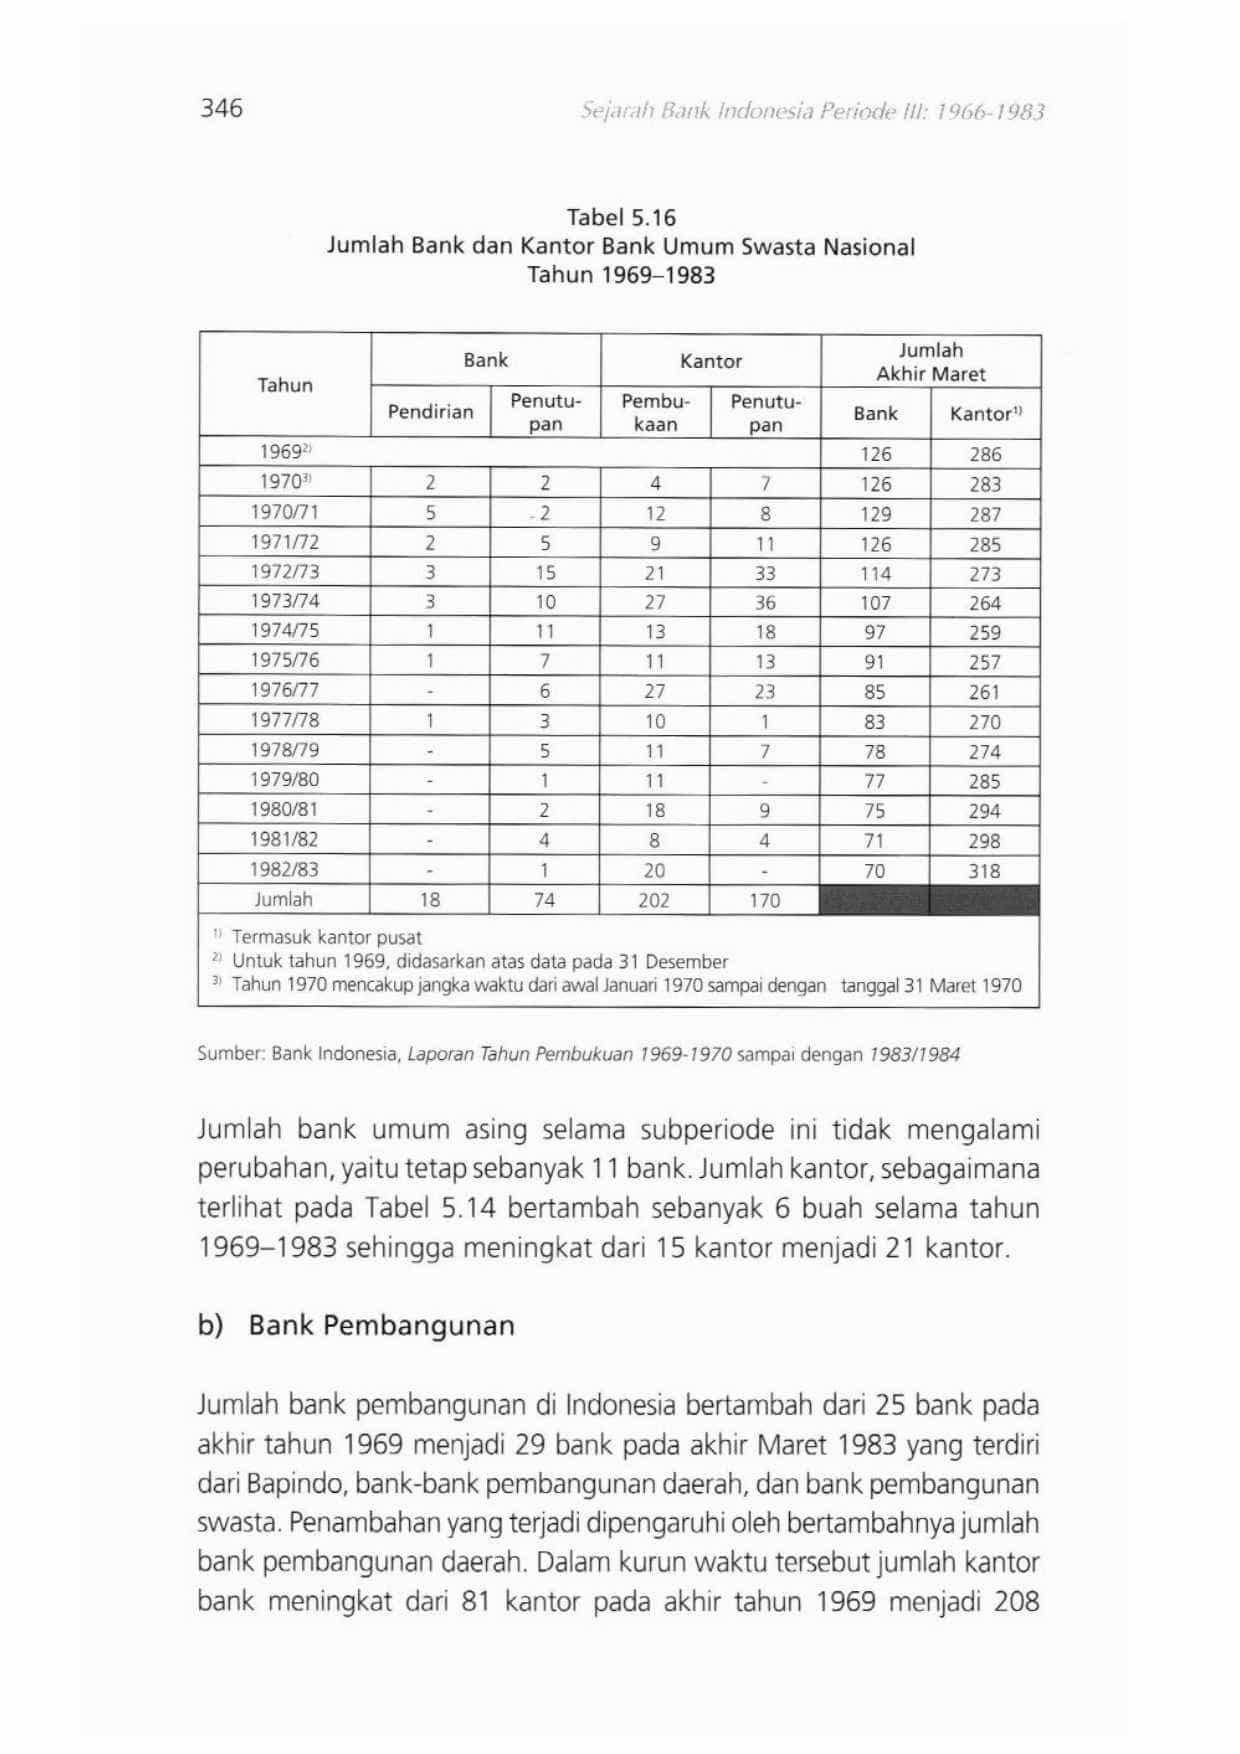 346
Sejarah Bank Indonesia Periode III: 1966-1983
Tabel 5.16
Jumlah Bank dan Kantor Bank Umum Swasta Nasional
Tahun 1969–1983
Tahun Bank Kantor Jumlah Akhir Maret
Pendirian Penutu-pan Pembu-kaan Penutu-pan Bank Kantor¹⁾
1969²⁾ 126 286
1970³⁾ 2 2 4 7 126 283
1970/71 5 2 12 8 129 287
1971/72 2 5 9 11 126 285
1972/73 3 15 21 33 114 273
1973/74 3 10 27 36 107 264
1974/75 1 11 13 18 97 259
1975/76 1 7 11 13 91 257
1976/77 - 6 27 23 85 261
1977/78 1 3 10 1 83 270
1978/79 - 5 11 7 78 274
1979/80 - 1 11 - 77 285
1980/81 - 2 18 9 75 294
1981/82 - 4 8 4 71 298
1982/83 - 1 20 - 70 318
Jumlah 18 74 202 170
¹⁾ Termasuk kantor pusat
²⁾ Untuk tahun 1969, didasarkan atas data pada 31 Desember
³⁾ Tahun 1970 mencakup jangka waktu dari awal Januari 1970 sampai dengan tanggal 31 Maret 1970
Sumber: Bank Indonesia, Laporan Tahun Pembukuan 1969-1970 sampai dengan 1983/1984
Jumlah bank umum asing selama subperiode ini tidak mengalami
perubahan, yaitu tetap sebanyak 11 bank. Jumlah kantor, sebagaimana
terlihat pada Tabel 5.14 bertambah sebanyak 6 buah selama tahun
1969–1983 sehingga meningkat dari 15 kantor menjadi 21 kantor.
b) Bank Pembangunan
Jumlah bank pembangunan di Indonesia bertambah dari 25 bank pada
akhir tahun 1969 menjadi 29 bank pada akhir Maret 1983 yang terdiri
dari Bapindo, bank-bank pembangunan daerah, dan bank pembangunan
swasta. Penambahan yang terjadi dipengaruhi oleh bertambahnya jumlah
bank pembangunan daerah. Dalam kurun waktu tersebut jumlah kantor
bank meningkat dari 81 kantor pada akhir tahun 1969 menjadi 208